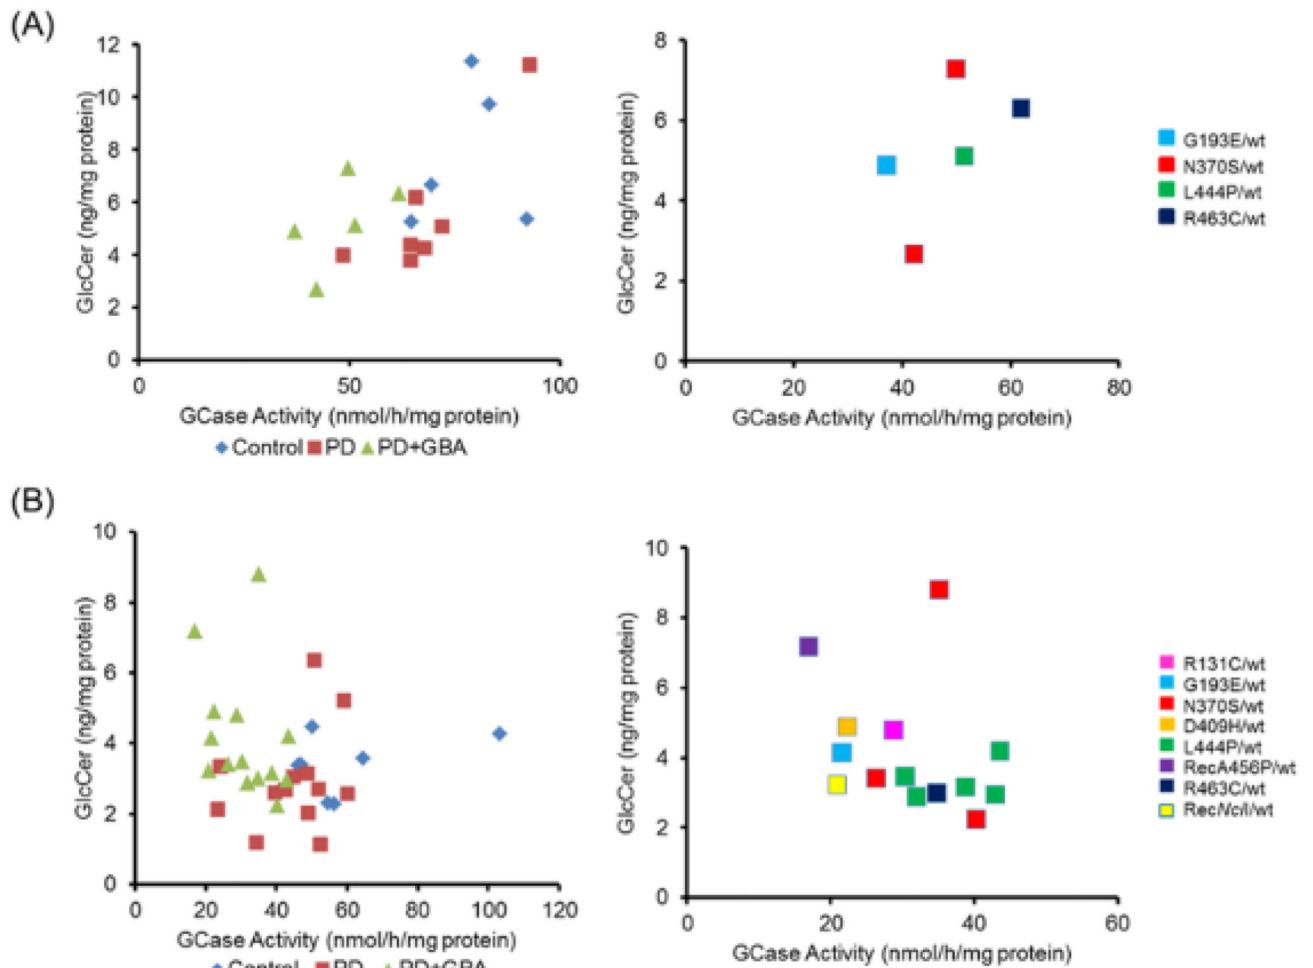 (A)
12
10
8
6
4
2
0
GlcCer (ng/mg protein)
0 50 100
GCase Activity (nmol/h/mg protein)
Control PD PD+GBA
8
6
4
2
0
GlcCer (ng/mg protein)
0 20 40 60 80
GCase Activity (nmol/h/mg protein)
G193E/wt
N370S/wt
L444P/wt
R463C/wt
(B)
10
8
6
4
2
0
GlcCer (ng/mg protein)
0 20 40 60 80 100 120
GCase Activity (nmol/h/mg protein)
Control PD PD+GBA
10
8
6
4
2
0
GlcCer (ng/mg protein)
0 20 40 60
GCase Activity (nmol/h/mg protein)
R131C/wt
G193E/wt
N370S/wt
D409H/wt
L444P/wt
RecA456P/wt
R463C/wt
RecNciI/wt